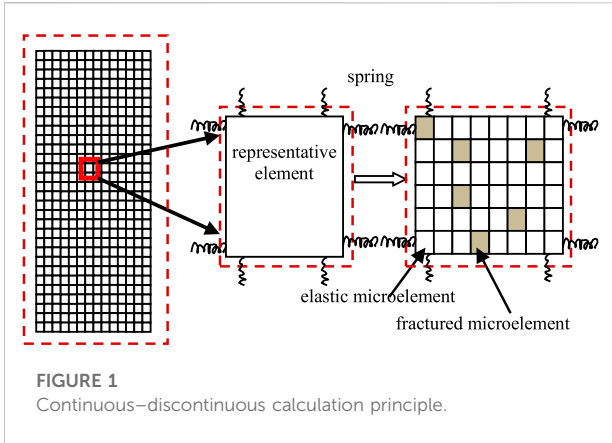 spring
representative
element
elastic microelement
fractured microelement
FIGURE 1
Continuous–discontinuous calculation principle.